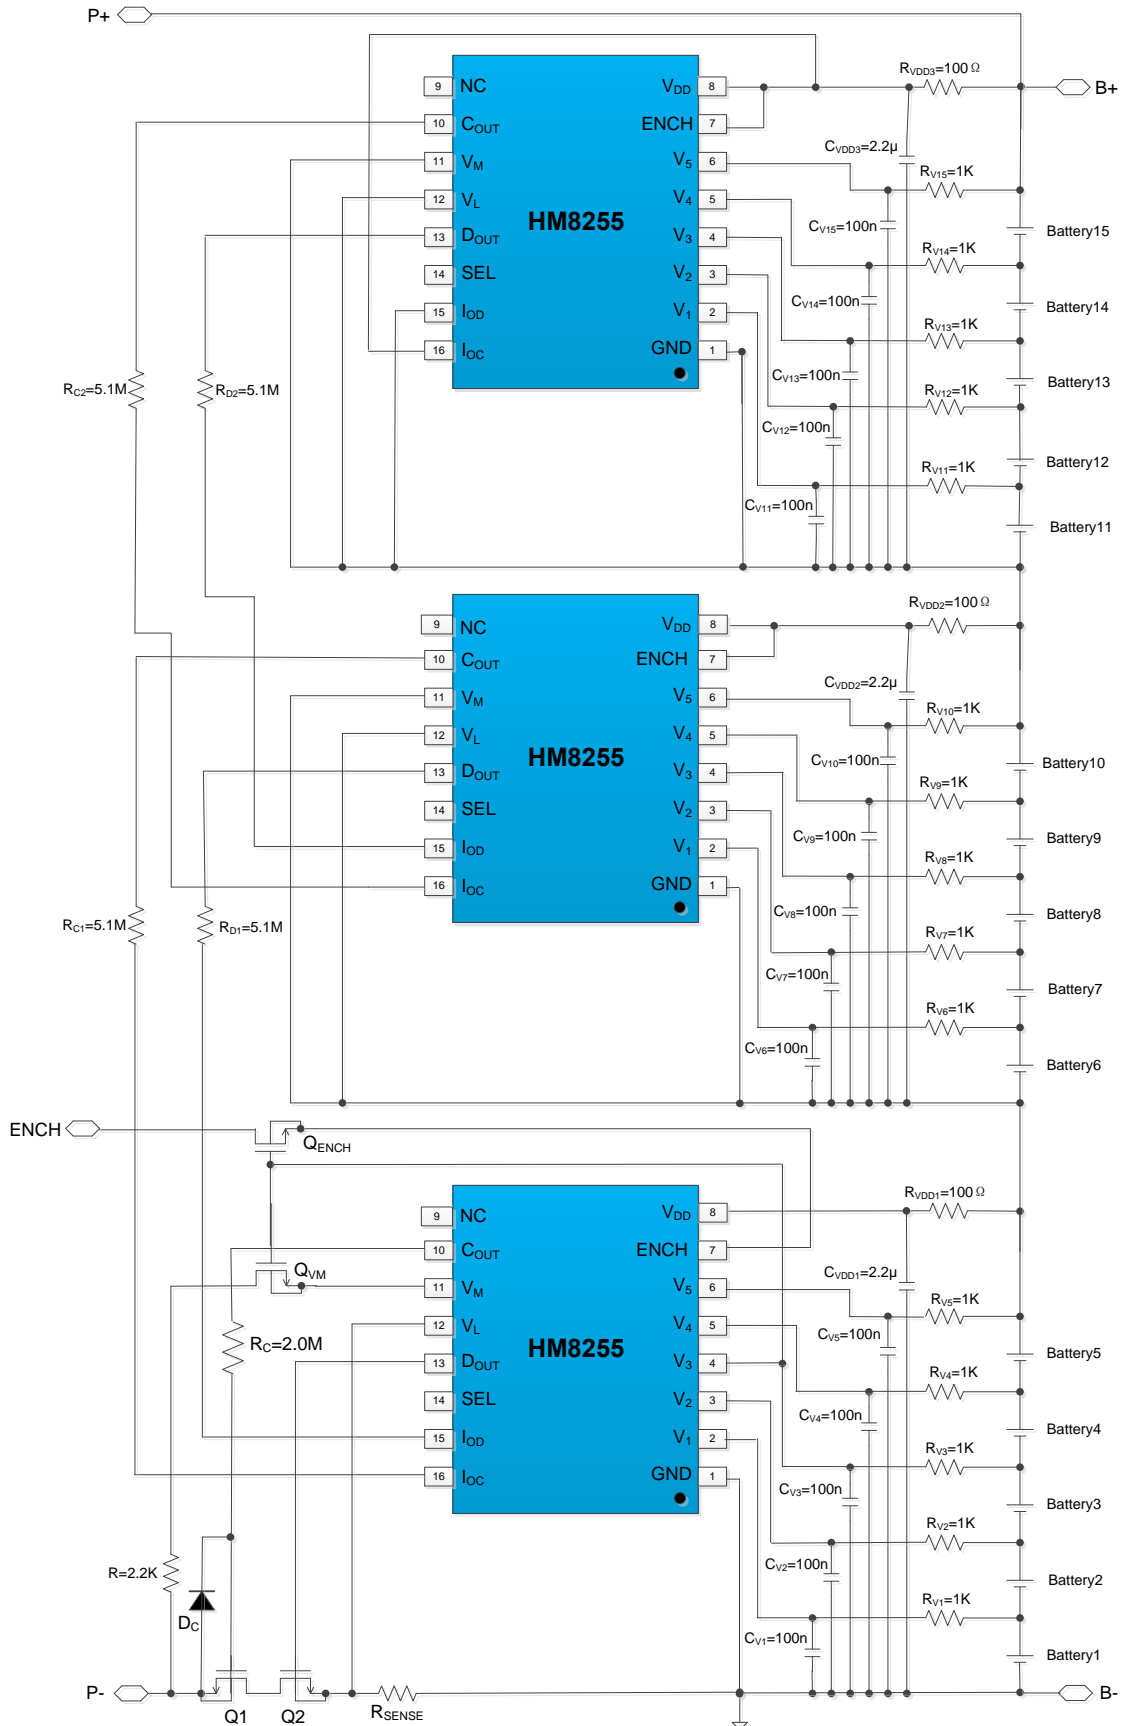 P+
B+
HM8255
9 NC
10 COUT
11 VM
12 VL
13 DOUT
14 SEL
15 IOD
16 IOC
VDD 8
ENCH 7
V5 6
V4 5
V3 4
V2 3
V1 2
GND 1
RVDD3=100Ω
CVDD3=2.2μ
RV15=1K
CV15=100n
Battery15
RV14=1K
CV14=100n
Battery14
RV13=1K
CV13=100n
Battery13
RV12=1K
CV12=100n
Battery12
RV11=1K
CV11=100n
Battery11
RC2=5.1M
RD2=5.1M
HM8255
9 NC
10 COUT
11 VM
12 VL
13 DOUT
14 SEL
15 IOD
16 IOC
VDD 8
ENCH 7
V5 6
V4 5
V3 4
V2 3
V1 2
GND 1
RVDD2=100Ω
CVDD2=2.2μ
RV10=1K
CV10=100n
Battery10
RV9=1K
CV9=100n
Battery9
RV8=1K
CV8=100n
Battery8
RV7=1K
CV7=100n
Battery7
RV6=1K
CV6=100n
Battery6
RC1=5.1M
RD1=5.1M
ENCH
QENCH
QVM
HM8255
9 NC
10 COUT
11 VM
12 VL
13 DOUT
14 SEL
15 IOD
16 IOC
VDD 8
ENCH 7
V5 6
V4 5
V3 4
V2 3
V1 2
GND 1
RVDD1=100Ω
CVDD1=2.2μ
RV5=1K
CV5=100n
Battery5
RV4=1K
CV4=100n
Battery4
RV3=1K
CV3=100n
Battery3
RV2=1K
CV2=100n
Battery2
RV1=1K
CV1=100n
Battery1
RC=2.0M
R=2.2K
DC
P-
Q1
Q2
RSENSE
B-